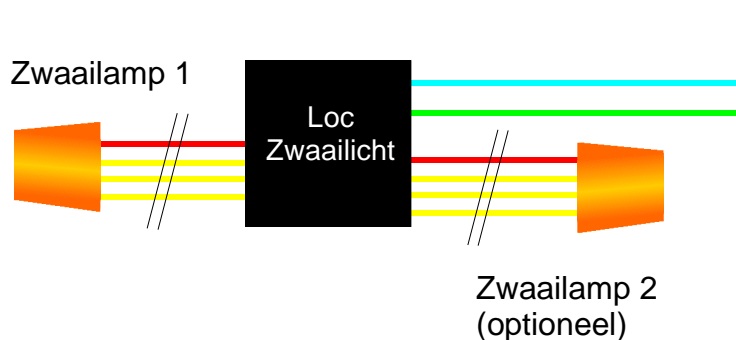 Zwaailamp 1
Loc
Zwaailicht
Zwaailamp 2
(optioneel)